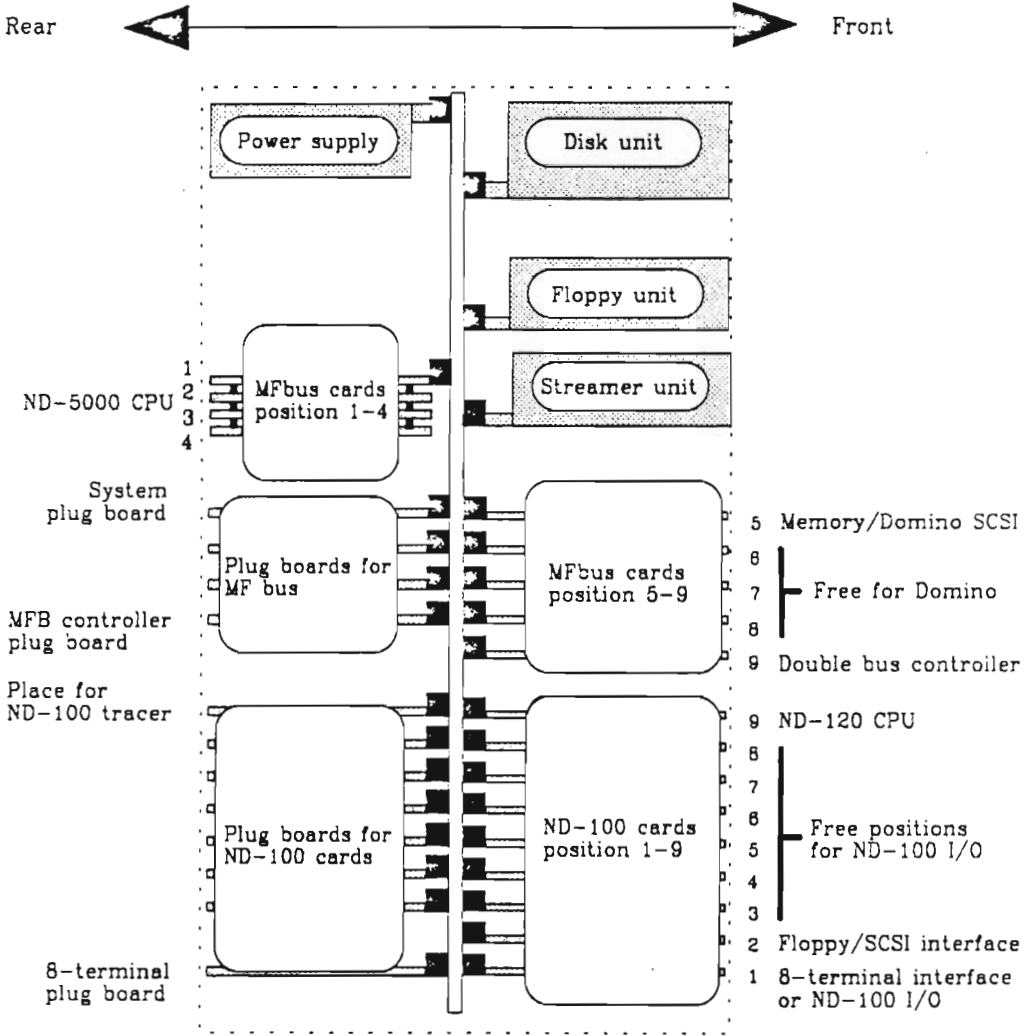 Rear
Front
Power supply
Disk unit
Floppy unit
Streamer unit
1
2
3
4
ND-5000 CPU
MFbus cards
position 1-4
System
plug board
Plug boards for
MF bus
MFB controller
plug board
MFbus cards
position 5-9
5 Memory/Domino SCSI
6
7
8
Free for Domino
9 Double bus controller
Place for
ND-100 tracer
Plug boards for
ND-100 cards
8-terminal
plug board
ND-100 cards
position 1-9
9 ND-120 CPU
8
7
6
5
4
3
Free positions
for ND-100 I/O
2 Floppy/SCSI interface
1 8-terminal interface
or ND-100 I/O